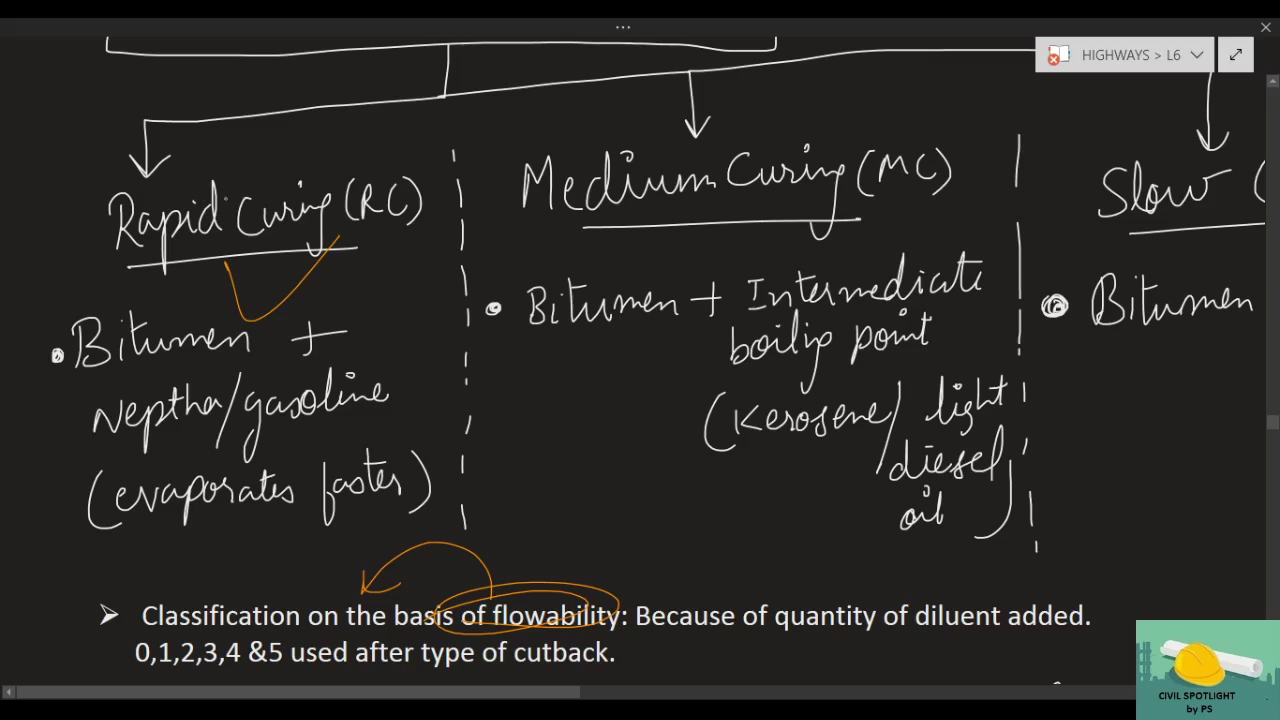 HIGHWAYS > L6
Rapid Curing (RC)
• Bitumen +
Neptha/gasoline
(evaporates faster)
Medium Curing (MC)
• Bitumen + Intermediate
boiling point
(Kerosene/ light
diesel
oil)
Slow (
• Bitumen
➢ Classification on the basis of flowability: Because of quantity of diluent added.
0,1,2,3,4 &5 used after type of cutback.
CIVIL SPOTLIGHT
by PS